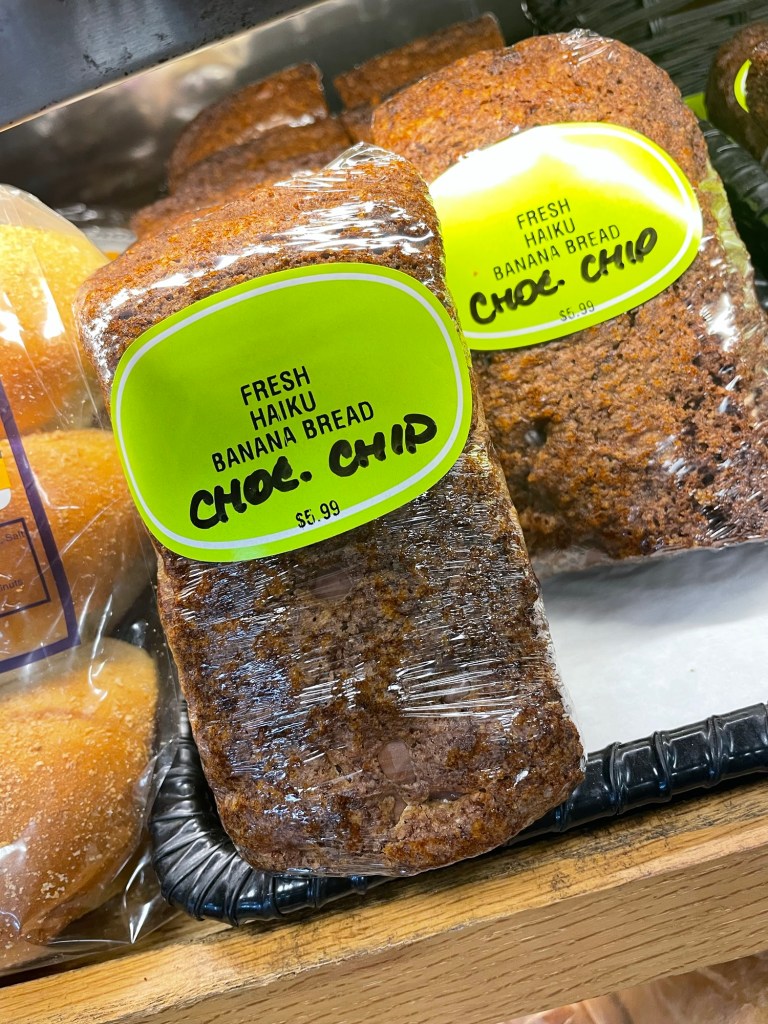 FRESH
HAIKU
BANANA BREAD
CHOC. CHIP
$5.99
FRESH
HAIKU
BANANA BREAD
CHOC. CHIP
$5.99